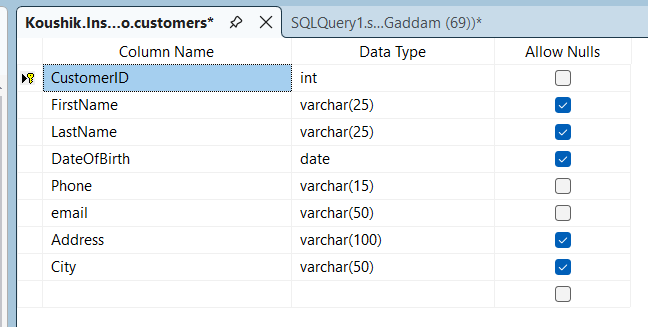 Koushik.Ins...o.customers*
SQLQuery1.s...Gaddam (69))*
Column Name Data Type Allow Nulls
CustomerID int
FirstName varchar(25)
LastName varchar(25)
DateOfBirth date
Phone varchar(15)
email varchar(50)
Address varchar(100)
City varchar(50)